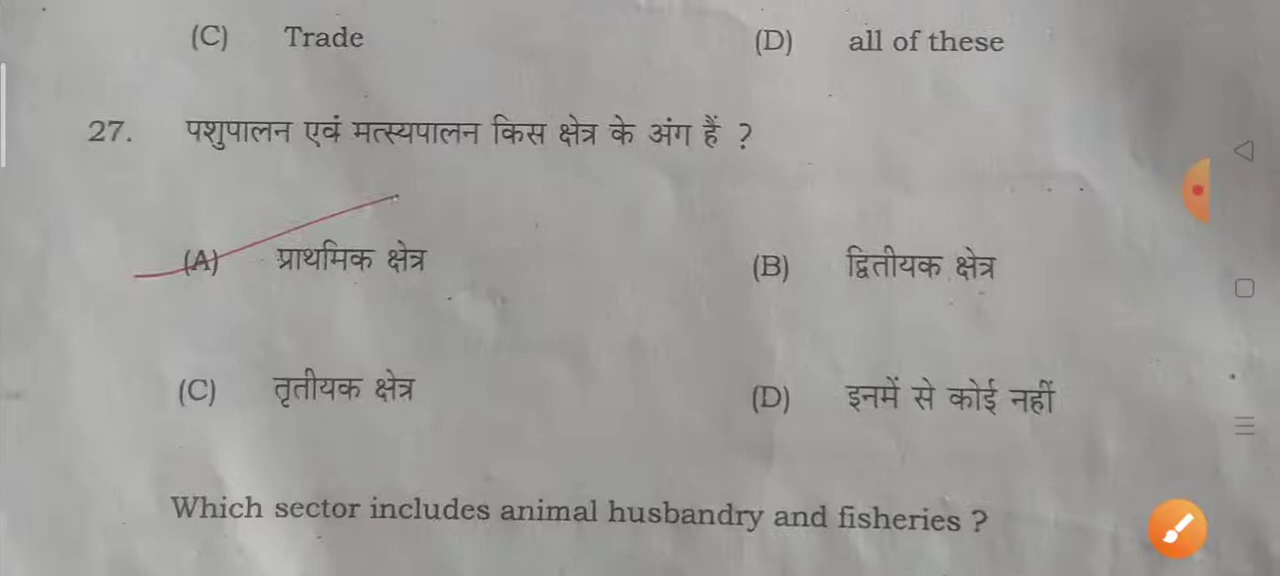 (C) Trade (D) all of these
27. पशुपालन एवं मत्स्यपालन किस क्षेत्र के अंग हैं ?
(A) प्राथमिक क्षेत्र (B) द्वितीयक क्षेत्र
(C) तृतीयक क्षेत्र (D) इनमें से कोई नहीं
Which sector includes animal husbandry and fisheries ?